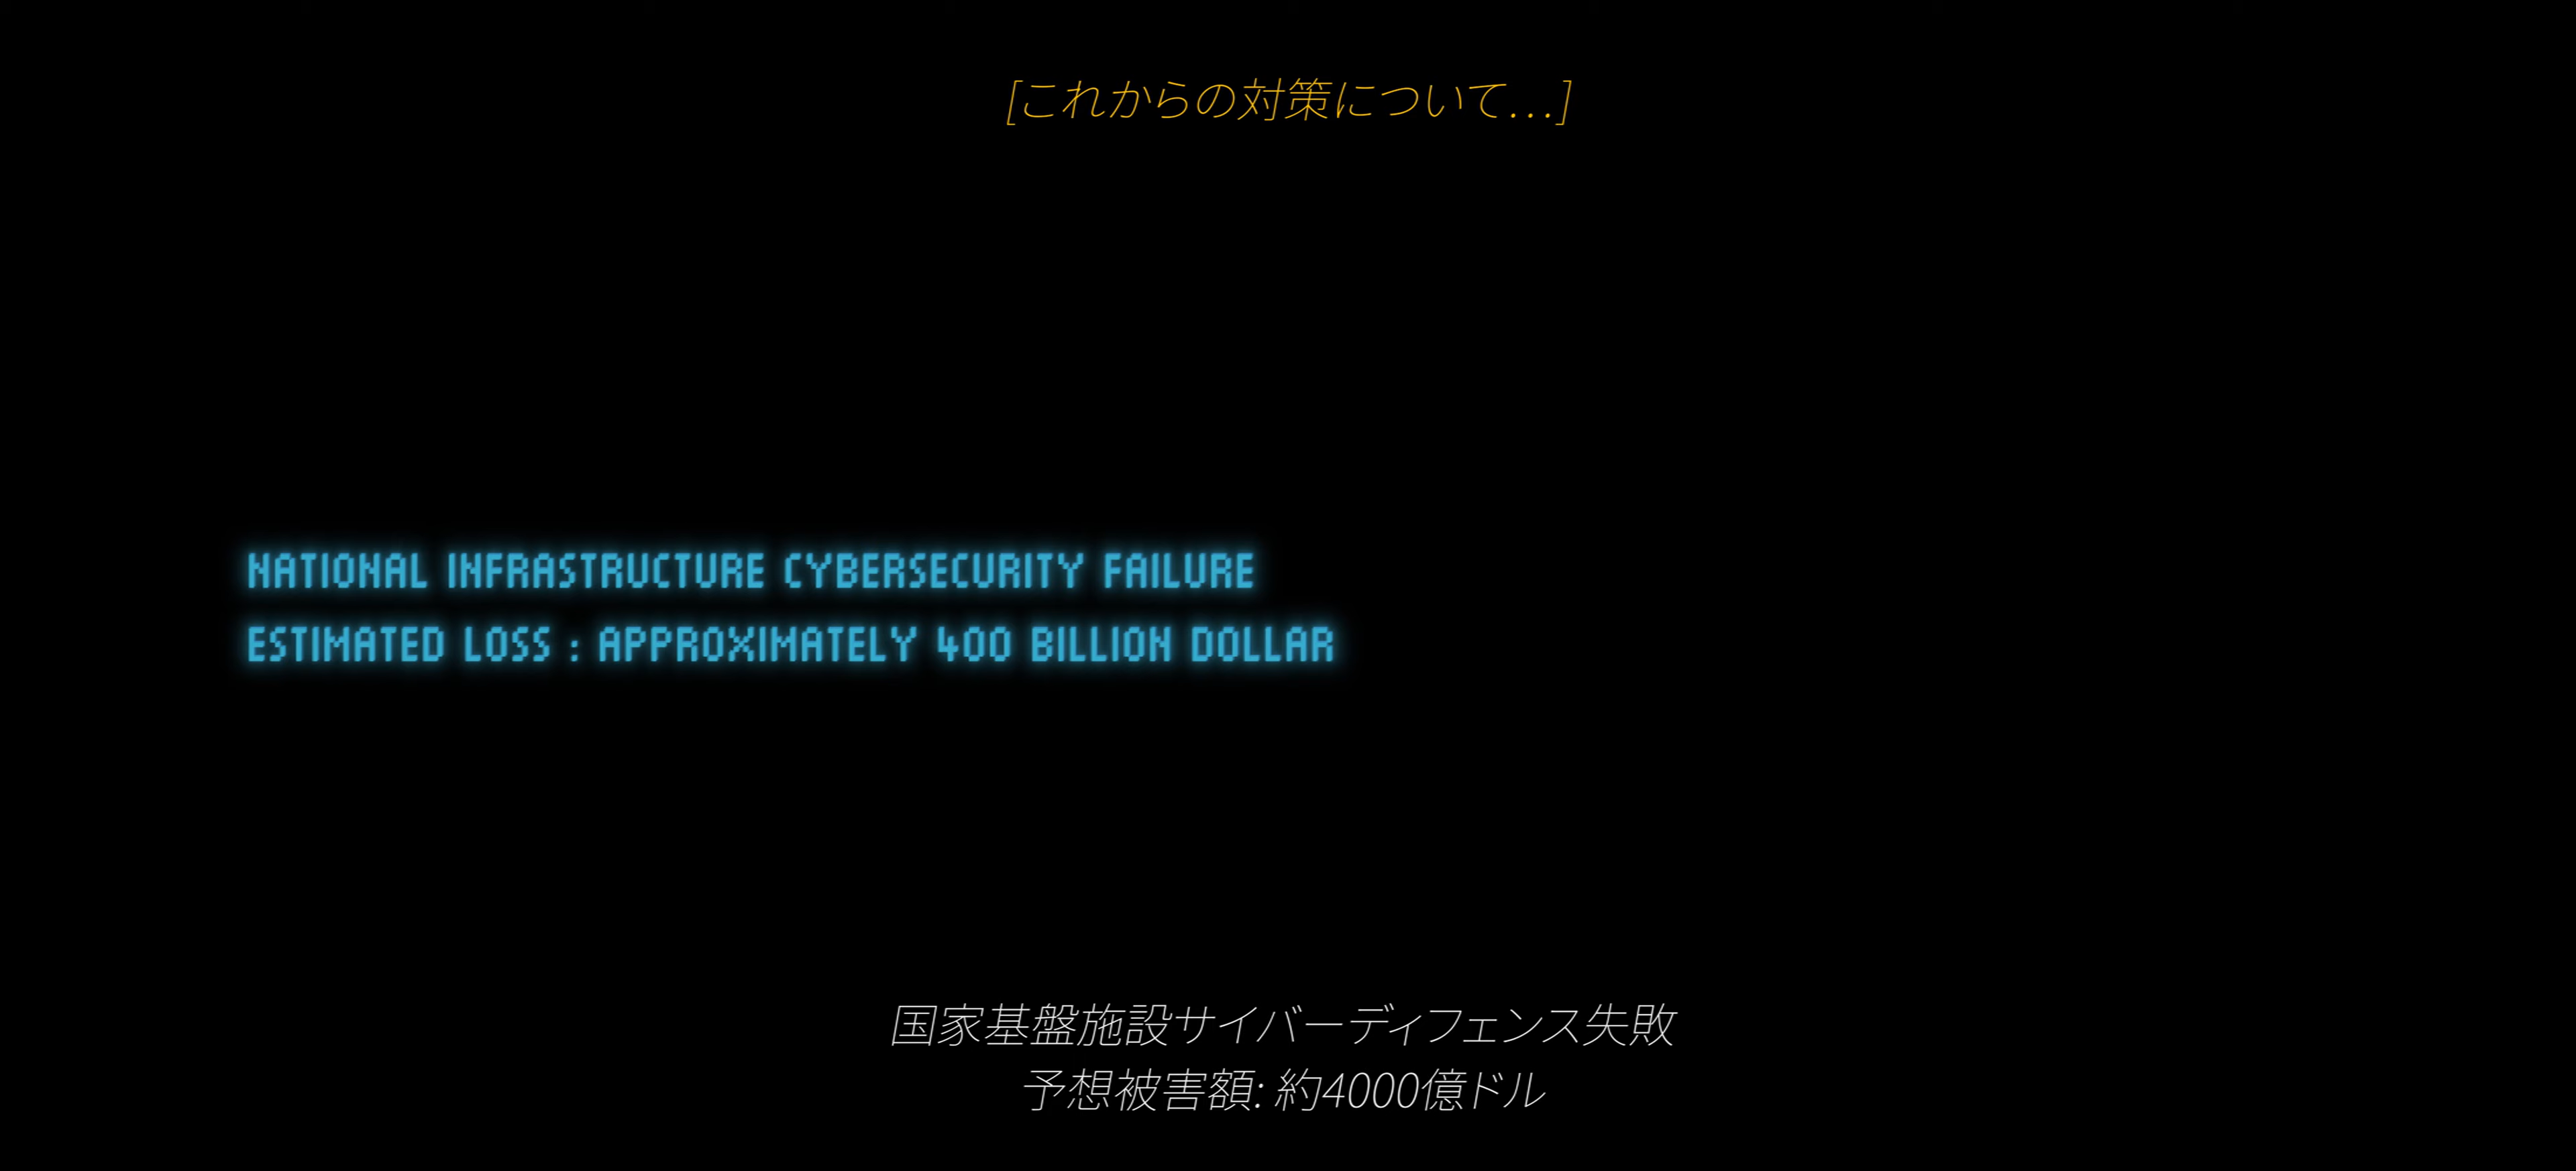 [これからの対策について…]
NATIONAL INFRASTRUCTURE CYBERSECURITY FAILURE
ESTIMATED LOSS : APPROXIMATELY 400 BILLION DOLLAR
国家基盤施設サイバーディフェンス失敗
予想被害額: 約4000億ドル